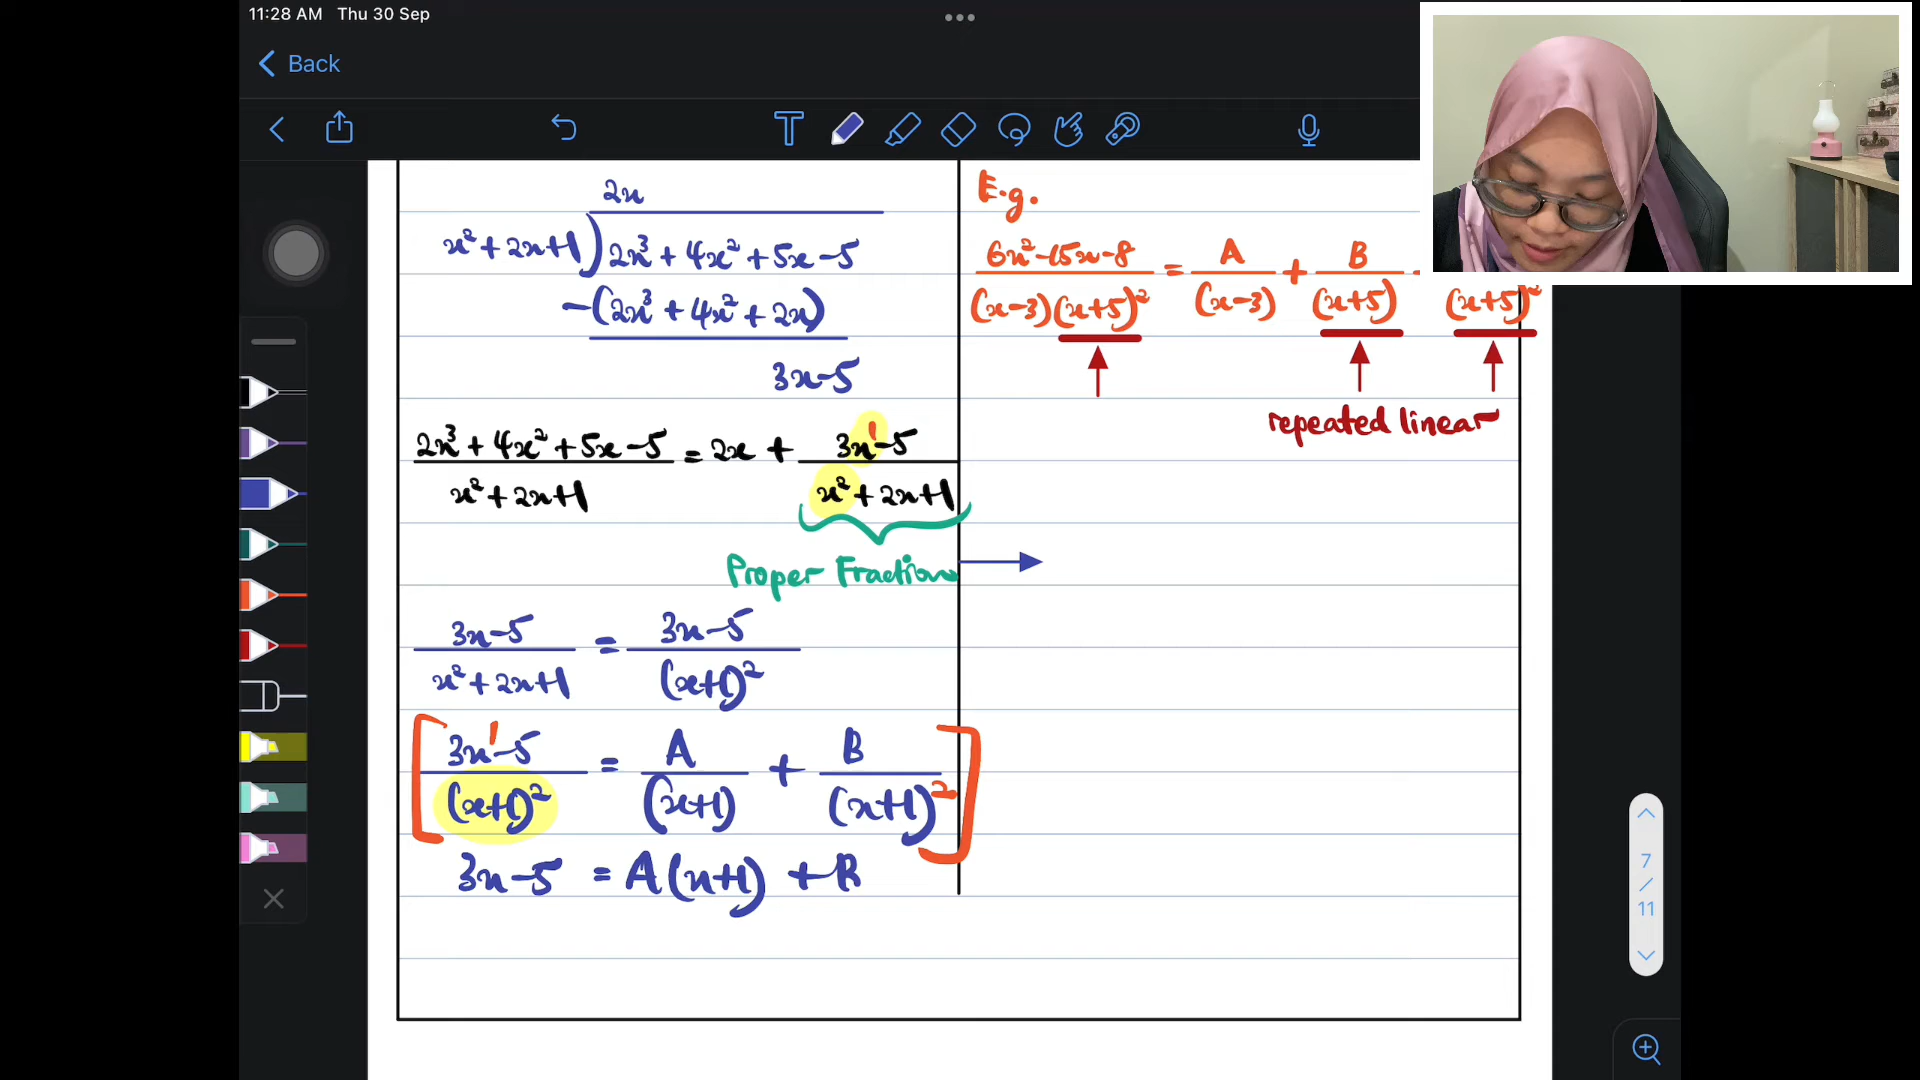 11:28 AM Thu 30 Sep
Back
2x
x² + 2x + 1 ) 2x³ + 4x² + 5x - 5
- (2x³ + 4x² + 2x)
3x - 5
2x³ + 4x² + 5x - 5 / x² + 2x + 1 = 2x + 3x¹ - 5 / x² + 2x + 1
Proper Fraction
3x - 5 / x² + 2x + 1 = 3x - 5 / (x+1)²
[ 3x¹ - 5 / (x+1)² = A / (x+1) + B / (x+1)² ]
3x - 5 = A(x+1) + B
E.g.
6x² - 15x - 8 / (x-3)(x+5)² = A / (x-3) + B / (x+5) + / (x+5)²
repeated linear
7 / 11